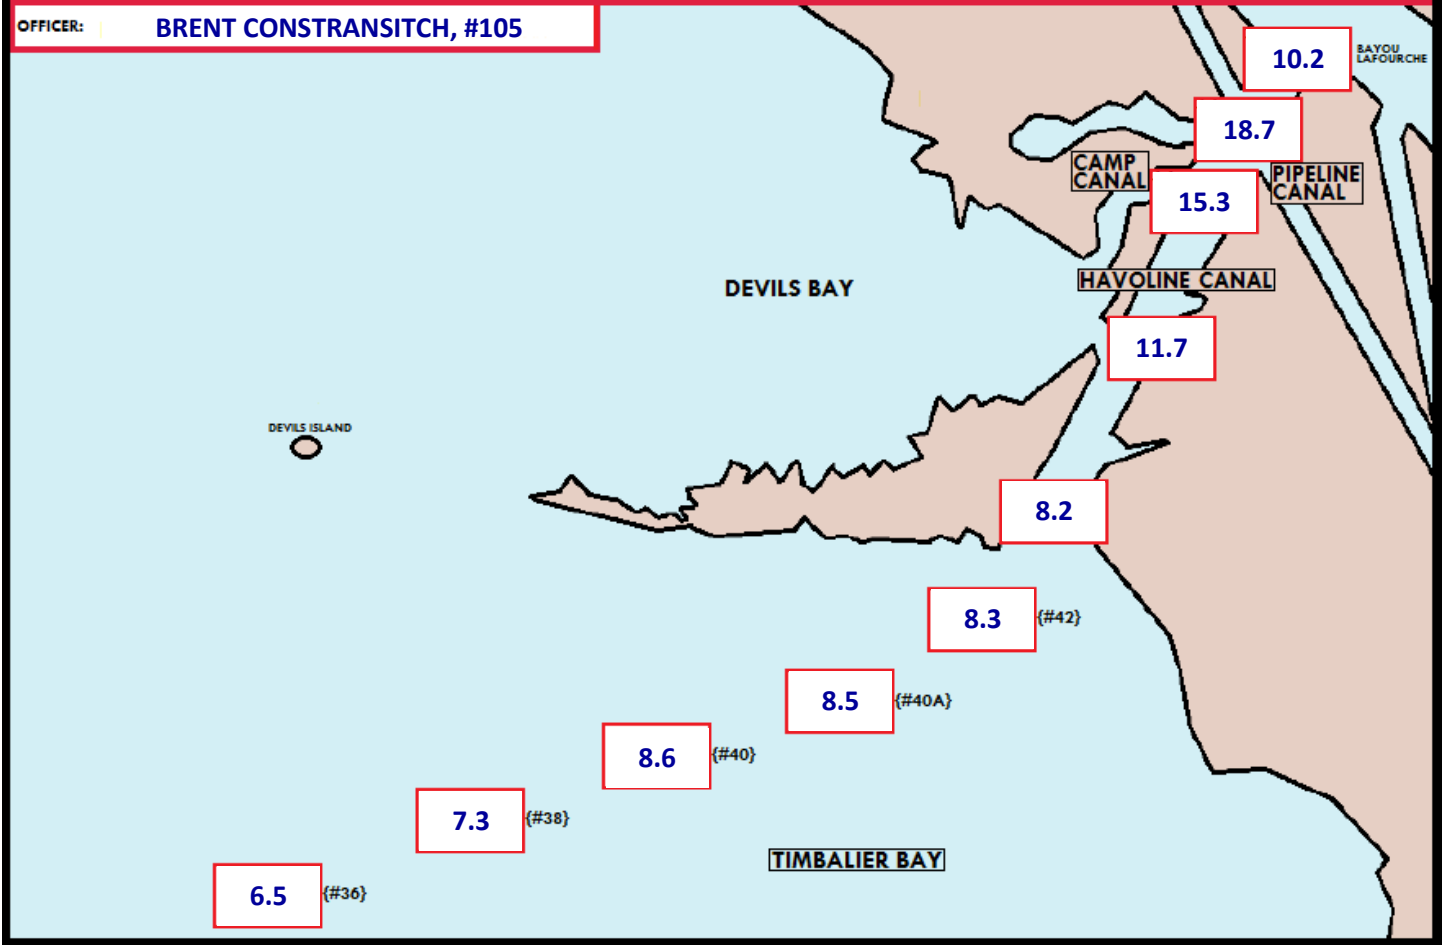 OFFICER: BRENT CONSTRANSITCH, #105
10.2
BAYOU
LAFOURCHE
18.7
CAMP
CANAL
PIPELINE
CANAL
15.3
HAVOLINE CANAL
DEVILS BAY
11.7
DEVILS ISLAND
8.2
8.3 {#42}
8.5 {#40A}
8.6 {#40}
7.3 {#38}
TIMBALIER BAY
6.5 {#36}